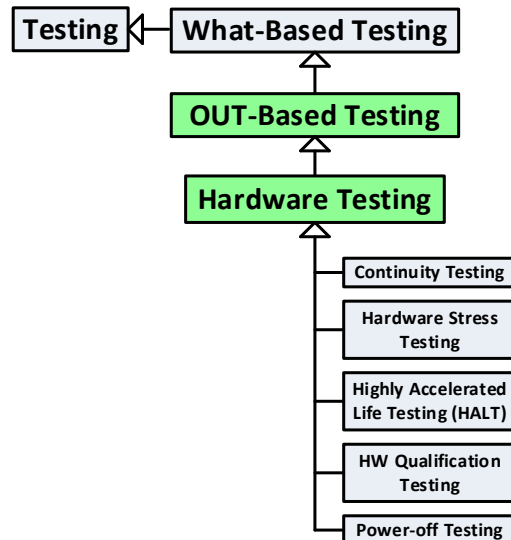 Testing
What-Based Testing
OUT-Based Testing
Hardware Testing
Continuity Testing
Hardware Stress
Testing
Highly Accelerated
Life Testing (HALT)
HW Qualification
Testing
Power-off Testing